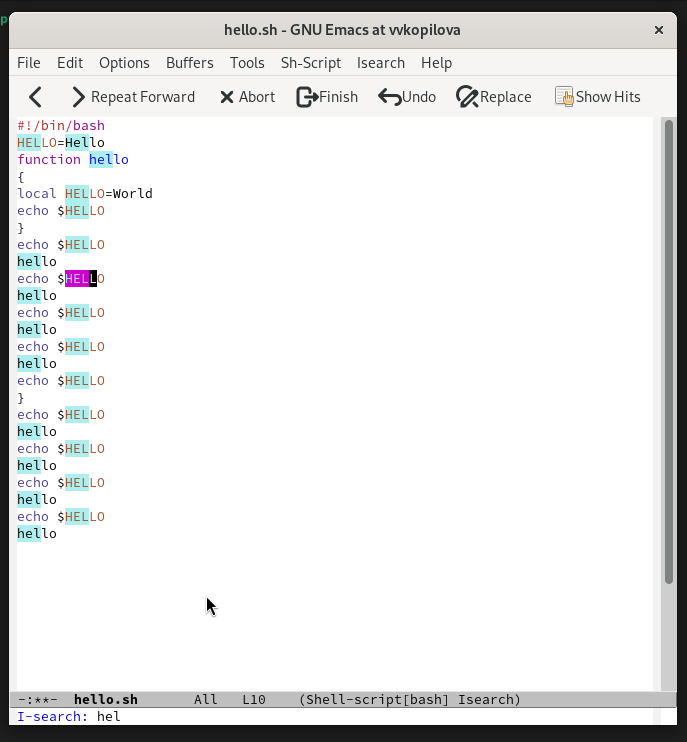 p
hello.sh - GNU Emacs at vvkopilova ×
File Edit Options Buffers Tools Sh-Script Isearch Help
Repeat Forward Abort Finish Undo Replace Show Hits
#!/bin/bash
HELLO=Hello
function hello
{
local HELLO=World
echo $HELLO
}
echo $HELLO
hello
echo $HELLO
hello
echo $HELLO
hello
echo $HELLO
hello
echo $HELLO
}
echo $HELLO
hello
echo $HELLO
hello
echo $HELLO
hello
echo $HELLO
hello
-:**- hello.sh All L10 (Shell-script[bash] Isearch)
I-search: hel